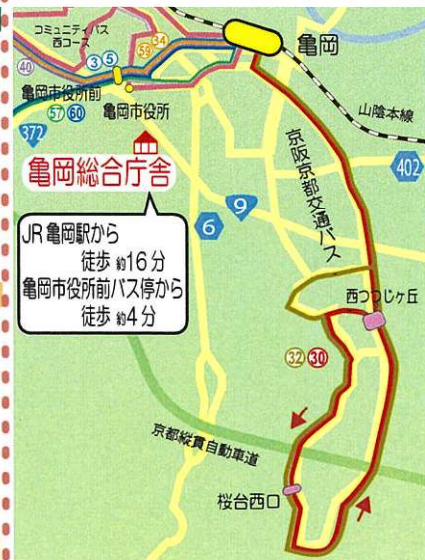 コミュニティバス
西コース
亀岡
34
59
40
3 5
山陰本線
亀岡市役所前
亀岡市役所
57 60
372
402
亀岡総合庁舎
京阪京都交通バス
9
6
JR亀岡駅から
徒歩 約16分
亀岡市役所前バス停から
徒歩 約4分
西つつじヶ丘
32 30
京都縦貫自動車道
桜台西口